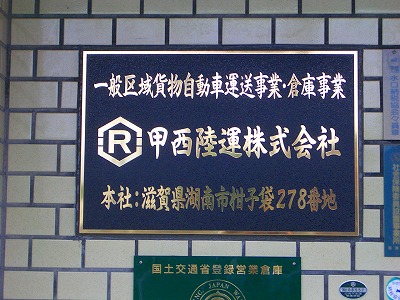 一般区域貨物自動車運送事業・倉庫事業
R 甲西陸運株式会社
本社：滋賀県湖南市柑子袋278番地
国土交通省登録営業倉庫
JAPAN